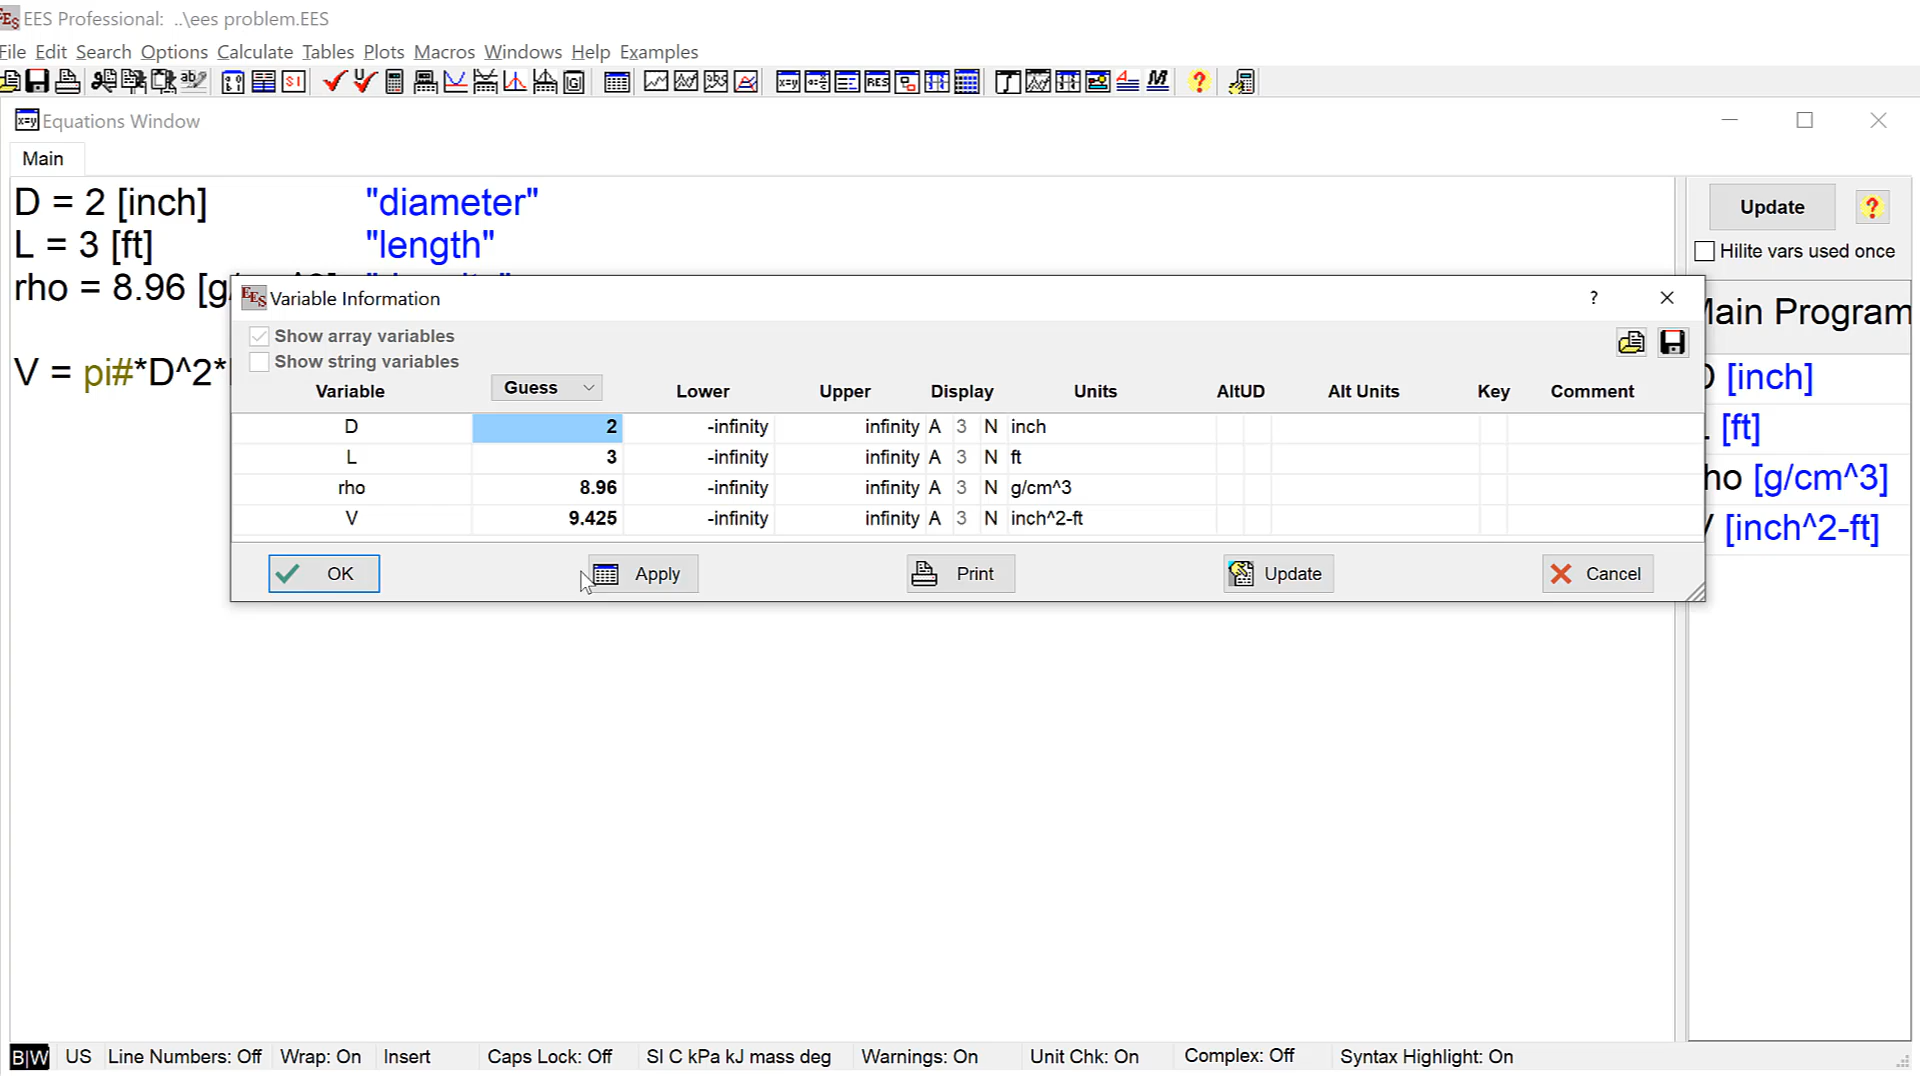 EES Professional: ..\ees problem.EES
File Edit Search Options Calculate Tables Plots Macros Windows Help Examples
Equations Window
Main
D = 2 [inch] "diameter"
L = 3 [ft] "length"
rho = 8.96 [g/
V = pi#*D^2*
Update
Hilite vars used once
Main Program
D [inch]
[ft]
rho [g/cm^3]
V [inch^2-ft]
Variable Information
Show array variables
Show string variables
Variable Guess Lower Upper Display Units AltUD Alt Units Key Comment
D 2 -infinity infinity A 3 N inch
L 3 -infinity infinity A 3 N ft
rho 8.96 -infinity infinity A 3 N g/cm^3
V 9.425 -infinity infinity A 3 N inch^2-ft
OK Apply Print Update Cancel
B|W US Line Numbers: Off Wrap: On Insert Caps Lock: Off SI C kPa kJ mass deg Warnings: On Unit Chk: On Complex: Off Syntax Highlight: On